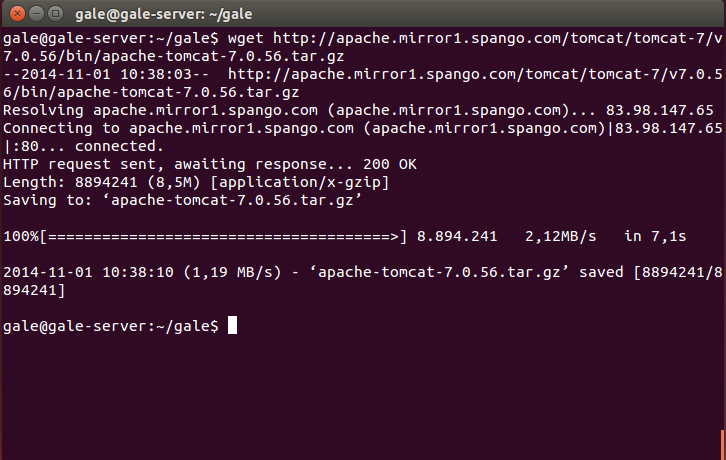 gale@gale-server: ~/gale
gale@gale-server:~/gale$ wget http://apache.mirror1.spango.com/tomcat/tomcat-7/v
7.0.56/bin/apache-tomcat-7.0.56.tar.gz
--2014-11-01 10:38:03--  http://apache.mirror1.spango.com/tomcat/tomcat-7/v7.0.5
6/bin/apache-tomcat-7.0.56.tar.gz
Resolving apache.mirror1.spango.com (apache.mirror1.spango.com)... 83.98.147.65
Connecting to apache.mirror1.spango.com (apache.mirror1.spango.com)|83.98.147.65
|:80... connected.
HTTP request sent, awaiting response... 200 OK
Length: 8894241 (8,5M) [application/x-gzip]
Saving to: ‘apache-tomcat-7.0.56.tar.gz’
100%[======================================>] 8.894.241   2,12MB/s   in 7,1s
2014-11-01 10:38:10 (1,19 MB/s) - ‘apache-tomcat-7.0.56.tar.gz’ saved [8894241/8
894241]
gale@gale-server:~/gale$